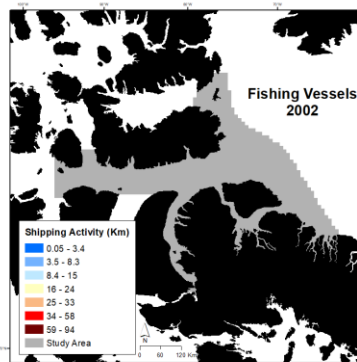 Fishing Vessels
2002
Shipping Activity (Km)
0.05 - 3.4
3.5 - 8.3
8.4 - 15
16 - 24
25 - 33
34 - 58
59 - 94
Study Area
N
0 60 120 Km